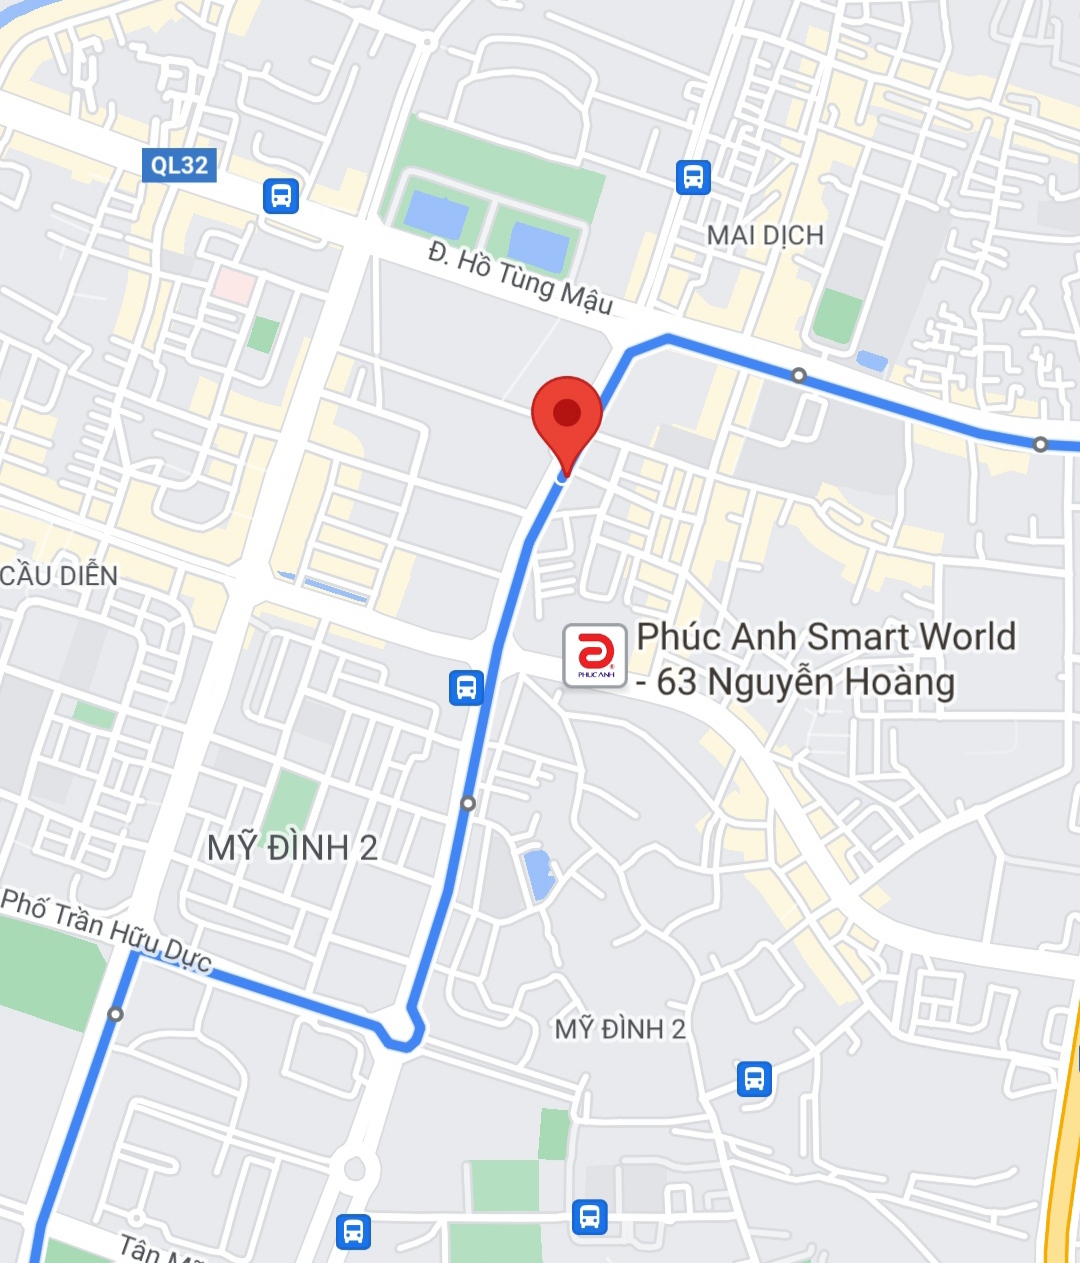 QL32
MAI DỊCH
Đ. Hồ Tùng Mậu
CẦU DIỄN
Phúc Anh Smart World
- 63 Nguyễn Hoàng
PHUC ANH
MỸ ĐÌNH 2
Phố Trần Hữu Dực
MỸ ĐÌNH 2
Tân